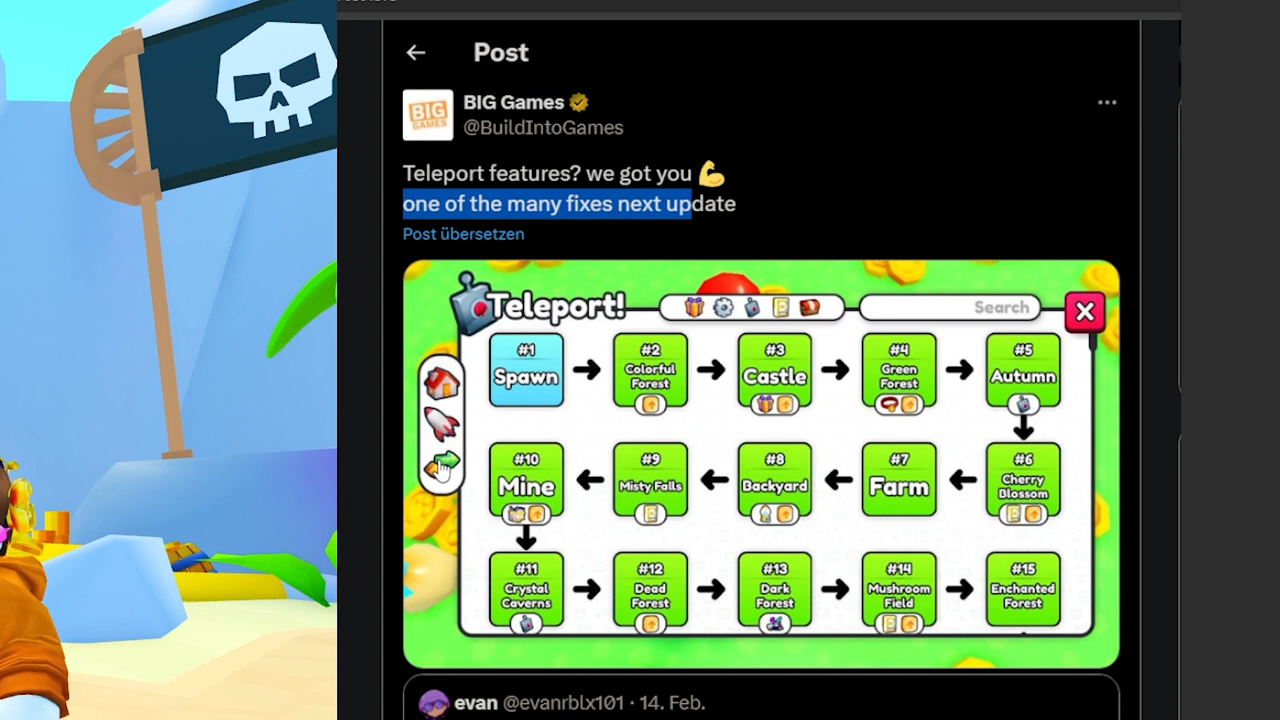 Post
BIG Games
@BuildIntoGames
BIG
GAMES
Teleport features? we got you 💪
one of the many fixes next update
Post übersetzen
Teleport!
Search
#1
Spawn
#2
Colorful
Forest
#3
Castle
#4
Green
Forest
#5
Autumn
#10
Mine
#9
Misty Falls
#8
Backyard
#7
Farm
#6
Cherry
Blossom
#11
Crystal
Caverns
#12
Dead
Forest
#13
Dark
Forest
#14
Mushroom
Field
#15
Enchanted
Forest
evan @evanrblx101 · 14. Feb.